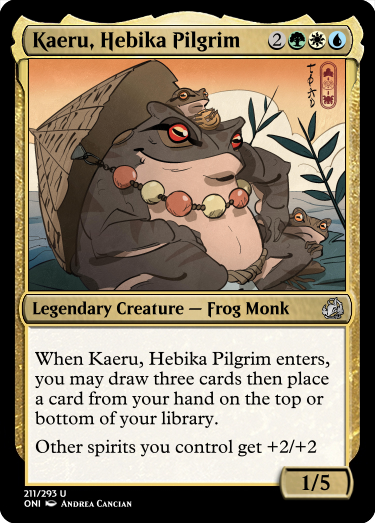 Kaeru, Hebika Pilgrim 2
Legendary Creature — Frog Monk
When Kaeru, Hebika Pilgrim enters,
you may draw three cards then place
a card from your hand on the top or
bottom of your library.
Other spirits you control get +2/+2
1/5
211/293 U
ONI Andrea Cancian